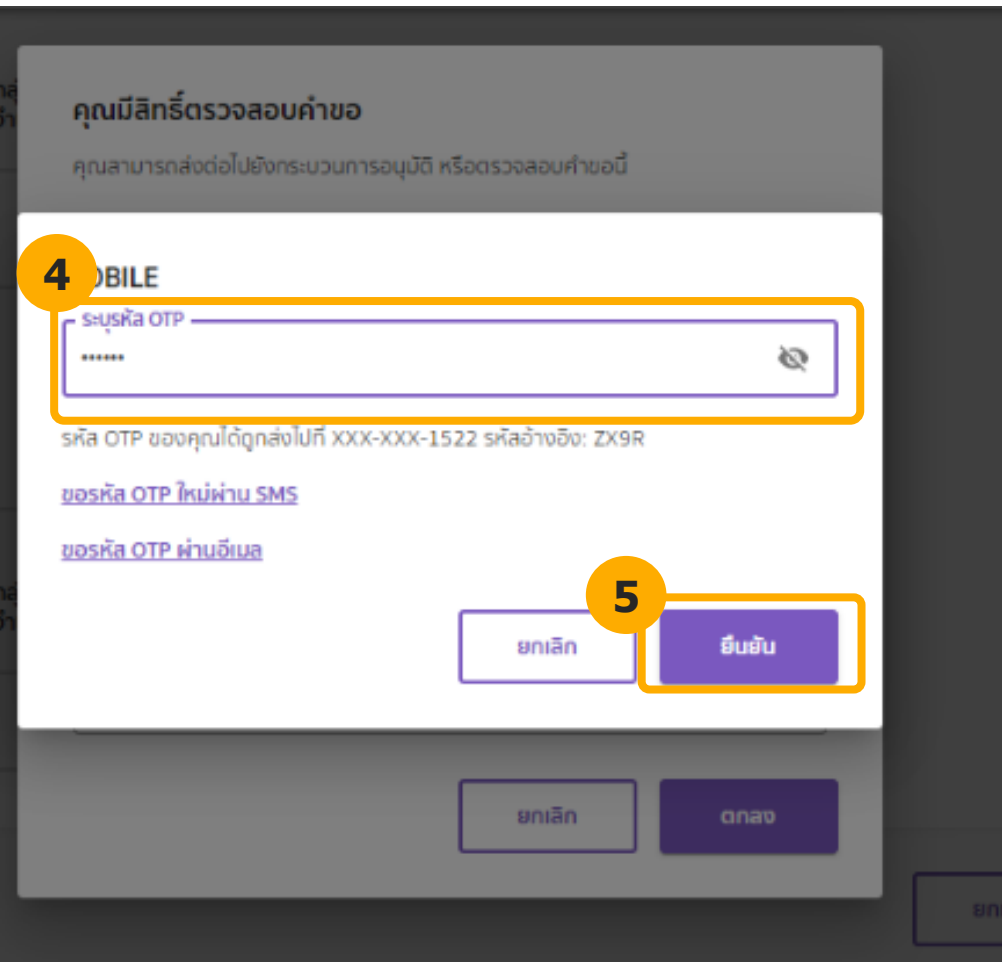 คุณมีสิทธิ์ตรวจสอบคำขอ
คุณสามารถส่งต่อไปยังกระบวนการอนุมัติ หรือตรวจสอบคำขอนี้
4
OBILE
ระบุรหัส OTP
••••••
รหัส OTP ของคุณได้ถูกส่งไปที่ XXX-XXX-1522 รหัสอ้างอิง: ZX9R
ขอรหัส OTP ใหม่ผ่าน SMS
ขอรหัส OTP ผ่านอีเมล
5
ยกเลิก ยืนยัน
ยกเลิก ตกลง